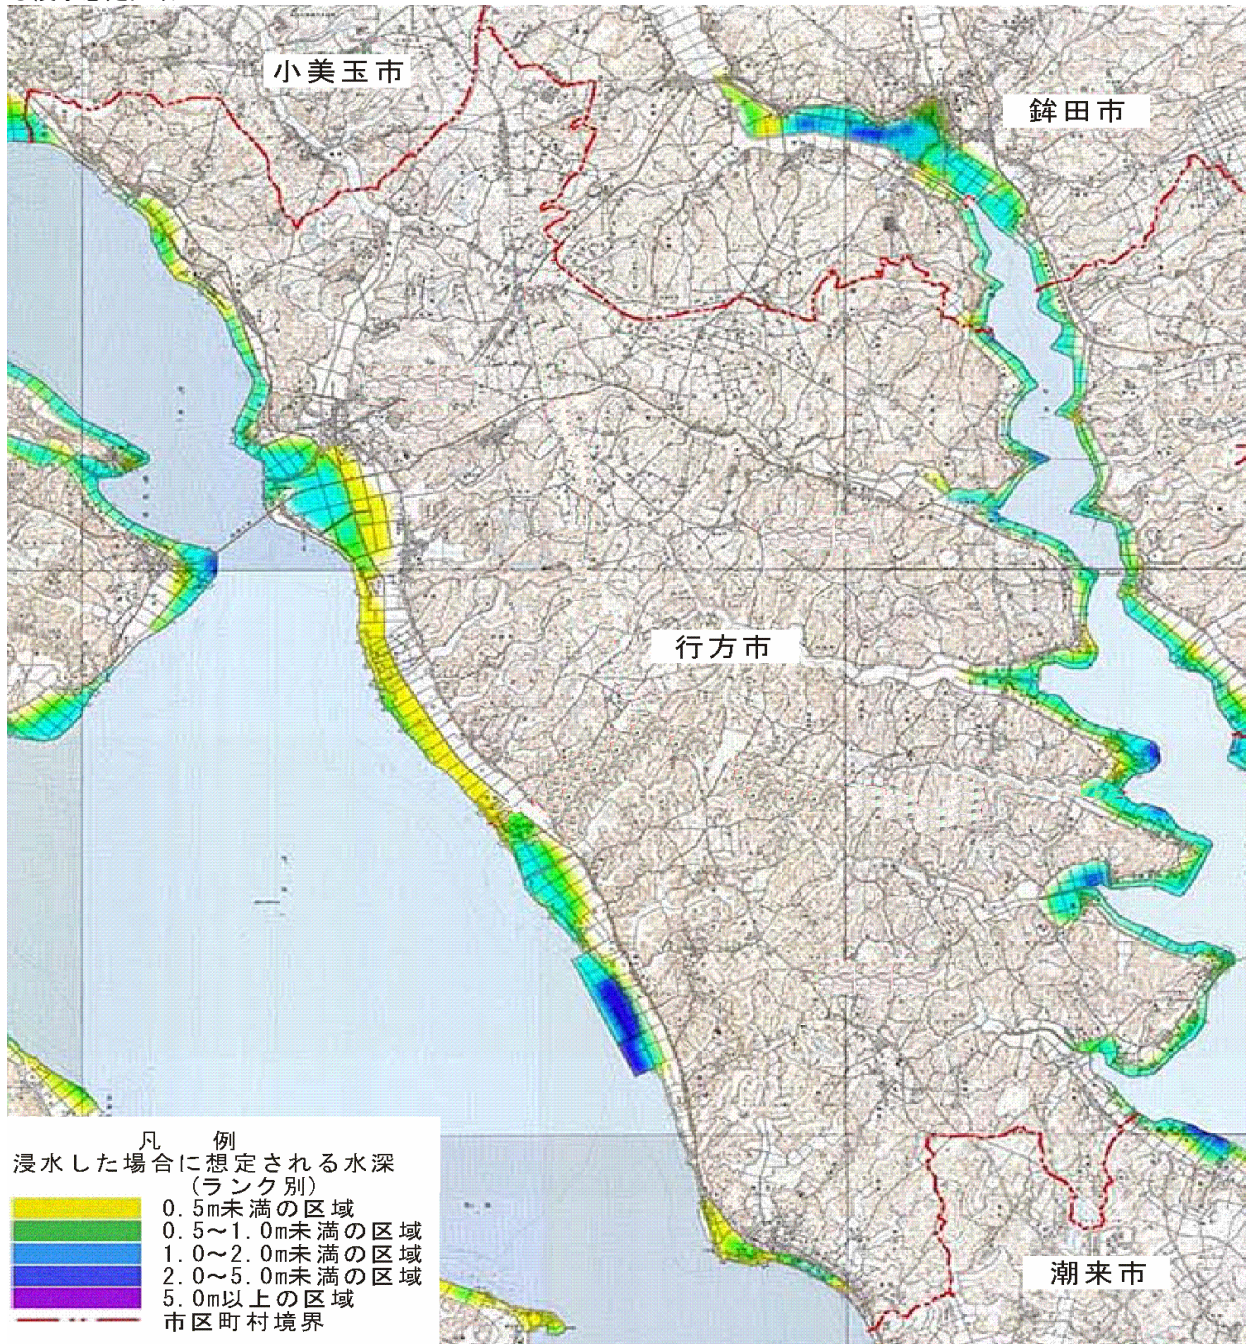 小美玉市
鉾田市
行方市
潮来市
凡 例
浸水した場合に想定される水深
(ランク別)
0.5m未満の区域
0.5～1.0m未満の区域
1.0～2.0m未満の区域
2.0～5.0m未満の区域
5.0m以上の区域
市区町村境界